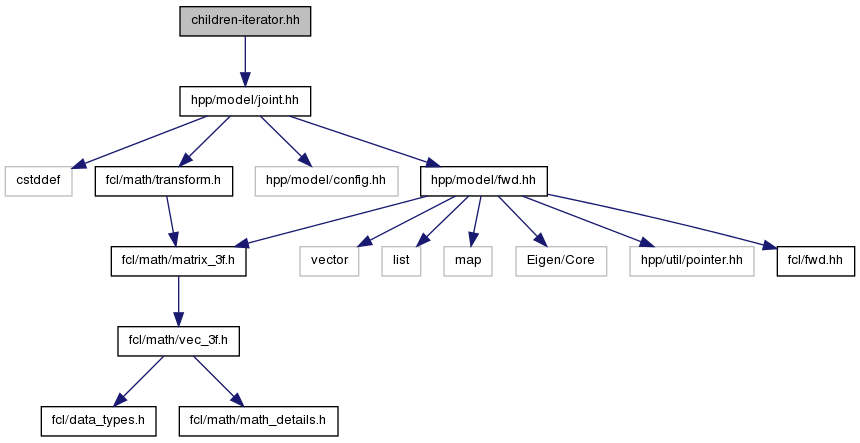 children-iterator.hh
hpp/model/joint.hh
cstddef
fcl/math/transform.h
hpp/model/config.hh
hpp/model/fwd.hh
fcl/math/matrix_3f.h
vector
list
map
Eigen/Core
hpp/util/pointer.hh
fcl/fwd.hh
fcl/math/vec_3f.h
fcl/data_types.h
fcl/math/math_details.h